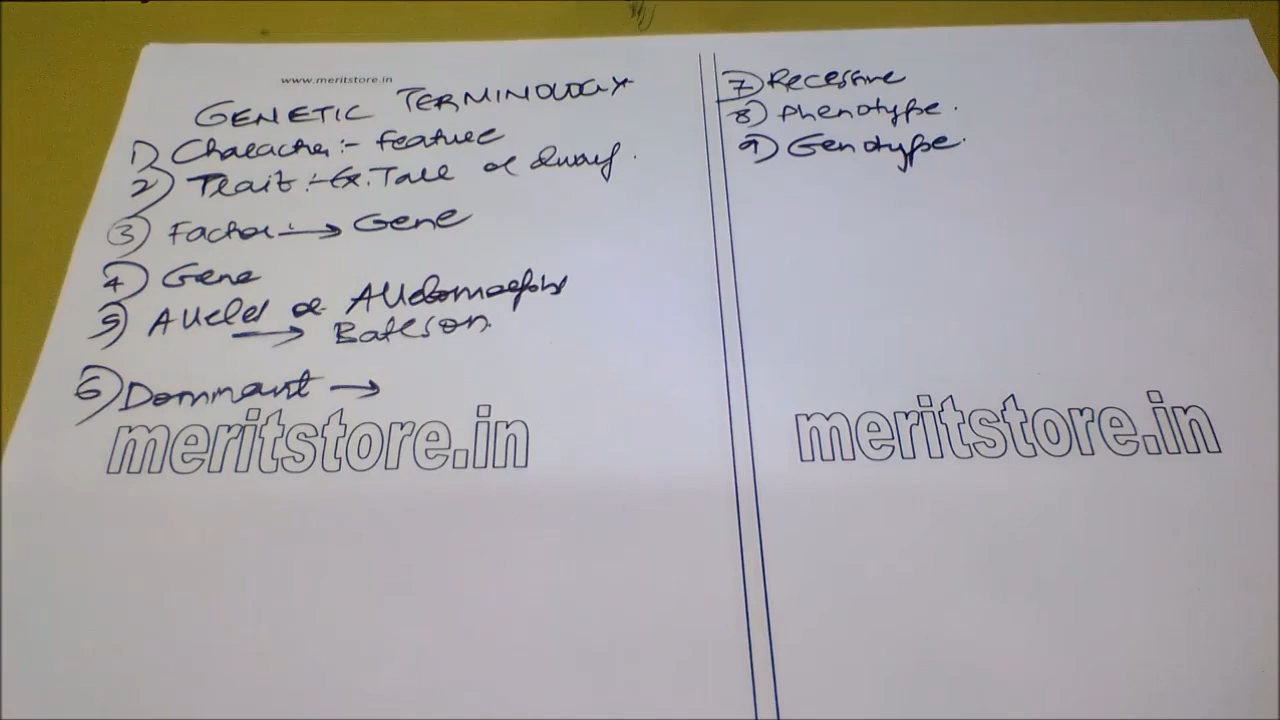 www.meritstore.in
GENETIC TERMINOLOGY
1) Character :- feature
2) Trait :- Ex. Tall or dwarf.
3) Factor :→ Gene
4) Gene
5) Alleles or Allelomorphs
→ Bateson.
6) Dominant →
meritstore.in
7) Recessive
8) Phenotype.
9) Genotype.
meritstore.in